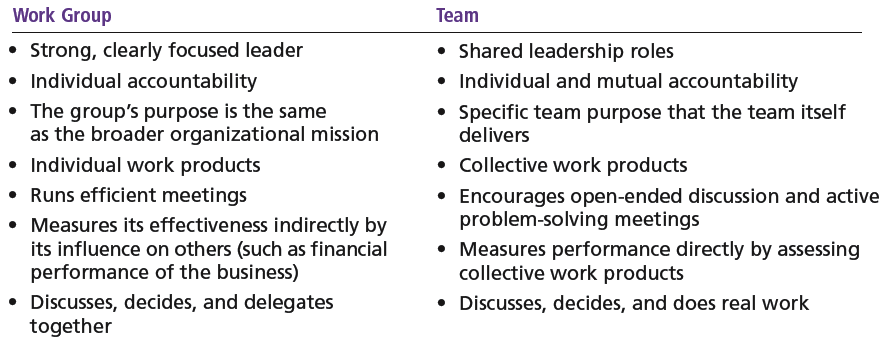 Work Group
• Strong, clearly focused leader
• Individual accountability
• The group's purpose is the same
as the broader organizational mission
• Individual work products
• Runs efficient meetings
• Measures its effectiveness indirectly by
its influence on others (such as financial
performance of the business)
• Discusses, decides, and delegates
together
Team
• Shared leadership roles
• Individual and mutual accountability
• Specific team purpose that the team itself
delivers
• Collective work products
• Encourages open-ended discussion and active
problem-solving meetings
• Measures performance directly by assessing
collective work products
• Discusses, decides, and does real work